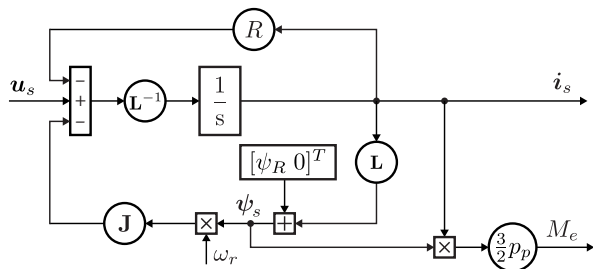 R
u_s
−
+
−
L⁻¹
1/s
i_s
L
[ψ_R 0]^T
J
×
ψ_s
+
ω_r
×
3/2 p_p
M_e